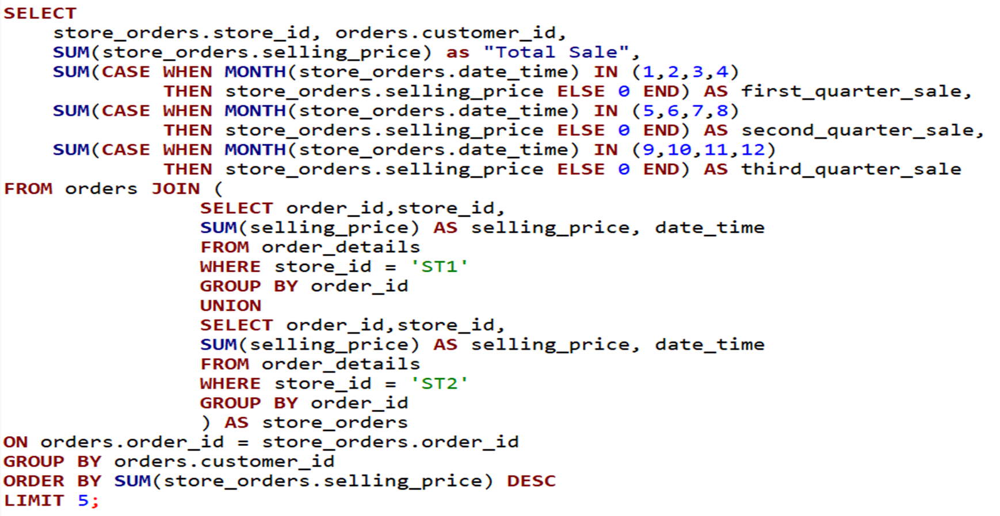 SELECT
store_orders.store_id, orders.customer_id,
SUM(store_orders.selling_price) as "Total Sale",
SUM(CASE WHEN MONTH(store_orders.date_time) IN (1,2,3,4)
THEN store_orders.selling_price ELSE 0 END) AS first_quarter_sale,
SUM(CASE WHEN MONTH(store_orders.date_time) IN (5,6,7,8)
THEN store_orders.selling_price ELSE 0 END) AS second_quarter_sale,
SUM(CASE WHEN MONTH(store_orders.date_time) IN (9,10,11,12)
THEN store_orders.selling_price ELSE 0 END) AS third_quarter_sale
FROM orders JOIN (
SELECT order_id,store_id,
SUM(selling_price) AS selling_price, date_time
FROM order_details
WHERE store_id = 'ST1'
GROUP BY order_id
UNION
SELECT order_id,store_id,
SUM(selling_price) AS selling_price, date_time
FROM order_details
WHERE store_id = 'ST2'
GROUP BY order_id
) AS store_orders
ON orders.order_id = store_orders.order_id
GROUP BY orders.customer_id
ORDER BY SUM(store_orders.selling_price) DESC
LIMIT 5;